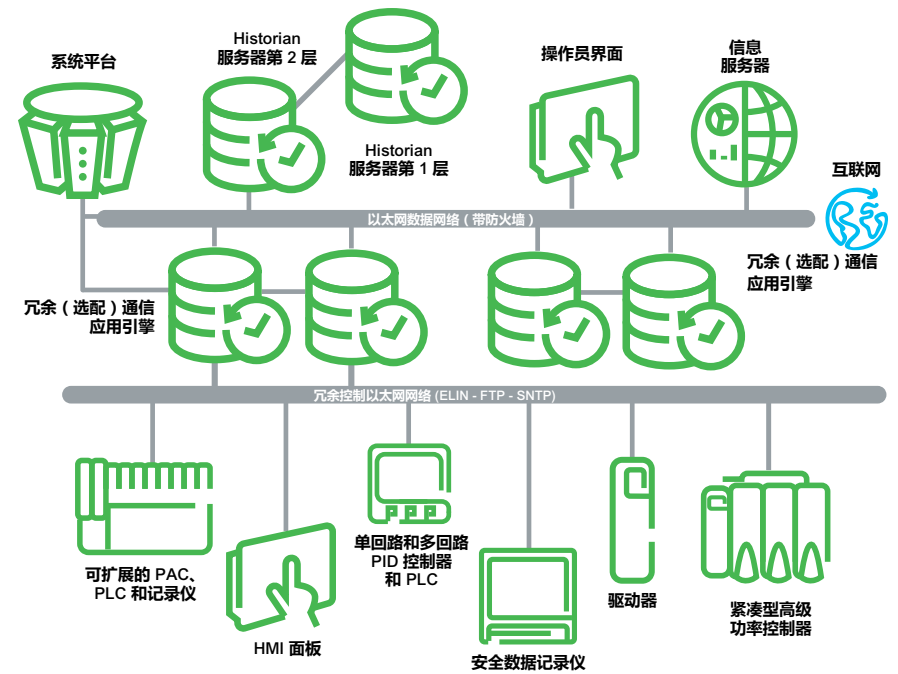 系统平台
Historian
服务器第 2 层
Historian
服务器第 1 层
操作员界面
信息
服务器
互联网
以太网数据网络（带防火墙）
冗余（选配）通信
应用引擎
冗余（选配）通信
应用引擎
冗余控制以太网网络 (ELIN - FTP - SNTP)
可扩展的 PAC、
PLC 和记录仪
HMI 面板
单回路和多回路
PID 控制器
和 PLC
安全数据记录仪
驱动器
紧凑型高级
功率控制器